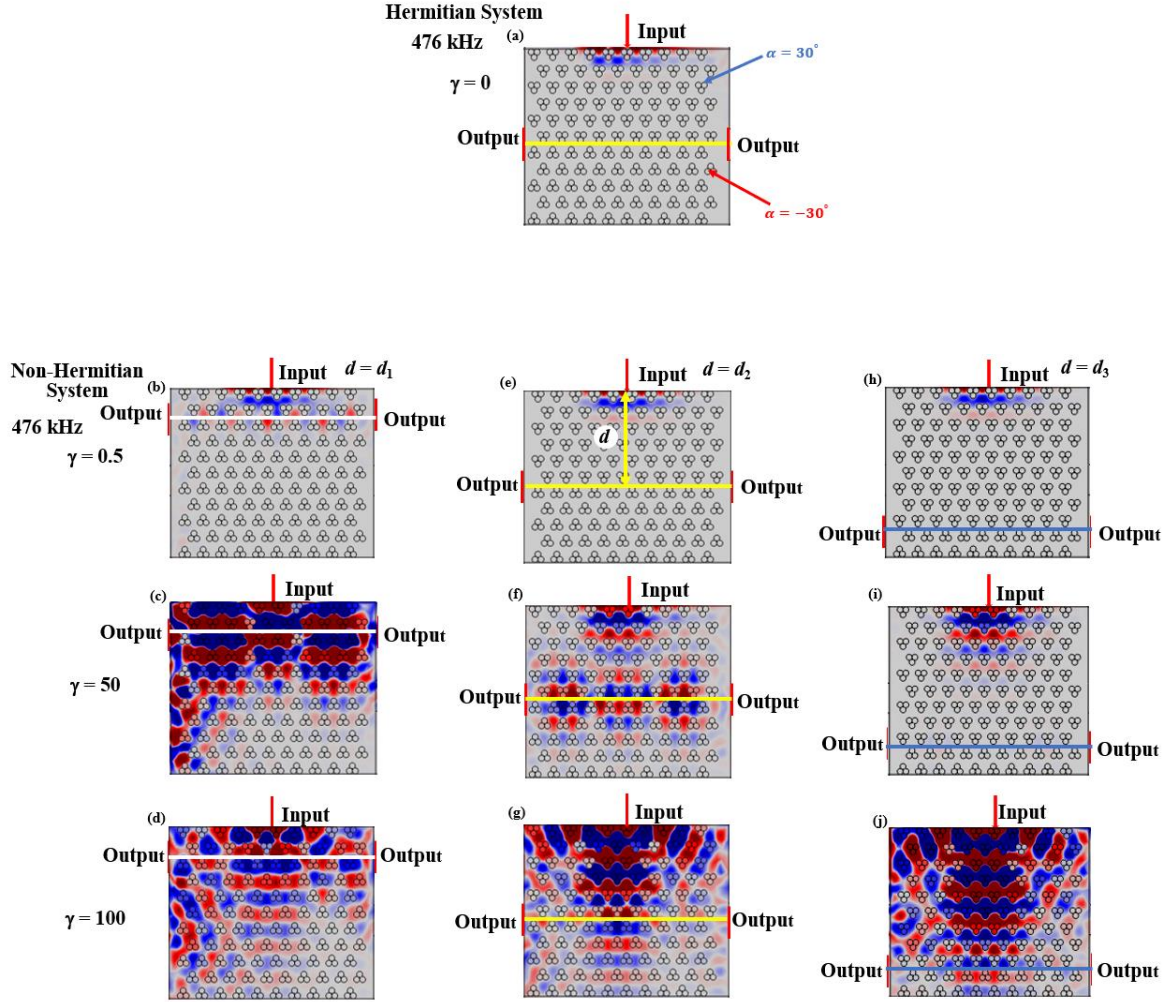 Hermitian System
476 kHz
γ = 0
(a)
Input
α = 30°
Output
Output
α = −30°
Non-Hermitian
System
476 kHz
γ = 0.5
(b)
Input
d = d1
Output
Output
(e)
Input
d = d2
d
Output
Output
(h)
Input
d = d3
Output
Output
γ = 50
(c)
Input
Output
Output
(f)
Input
Output
Output
(i)
Input
Output
Output
γ = 100
(d)
Input
Output
Output
(g)
Input
Output
Output
(j)
Input
Output
Output